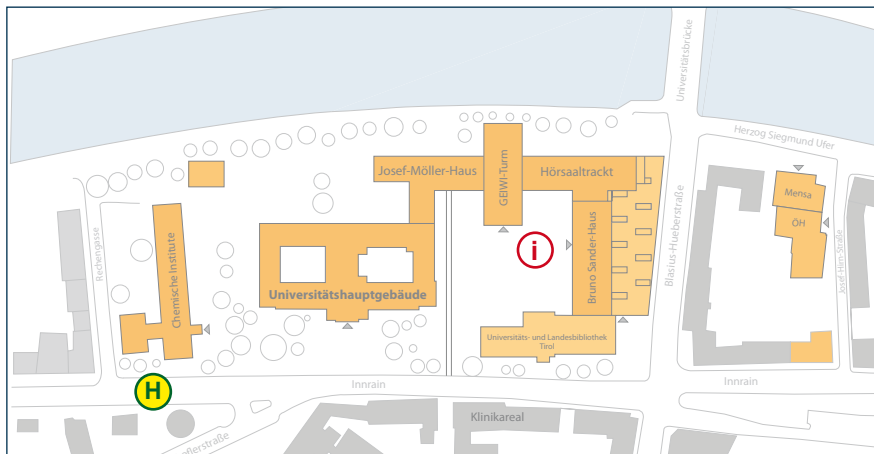 Universitätsbrücke
Herzog Siegmund Ufer
Josef-Möller-Haus
GEIWI-Turm
Hörsaaltrackt
Mensa
ÖH
Rechengasse
Chemische Institute
i
Bruno Sander-Haus
Blasius-Hueberstraße
Josef-Hirn-Straße
Universitätshauptgebäude
Universitäts- und Landesbibliothek
Tirol
H
Innrain
Innrain
Klinikareal